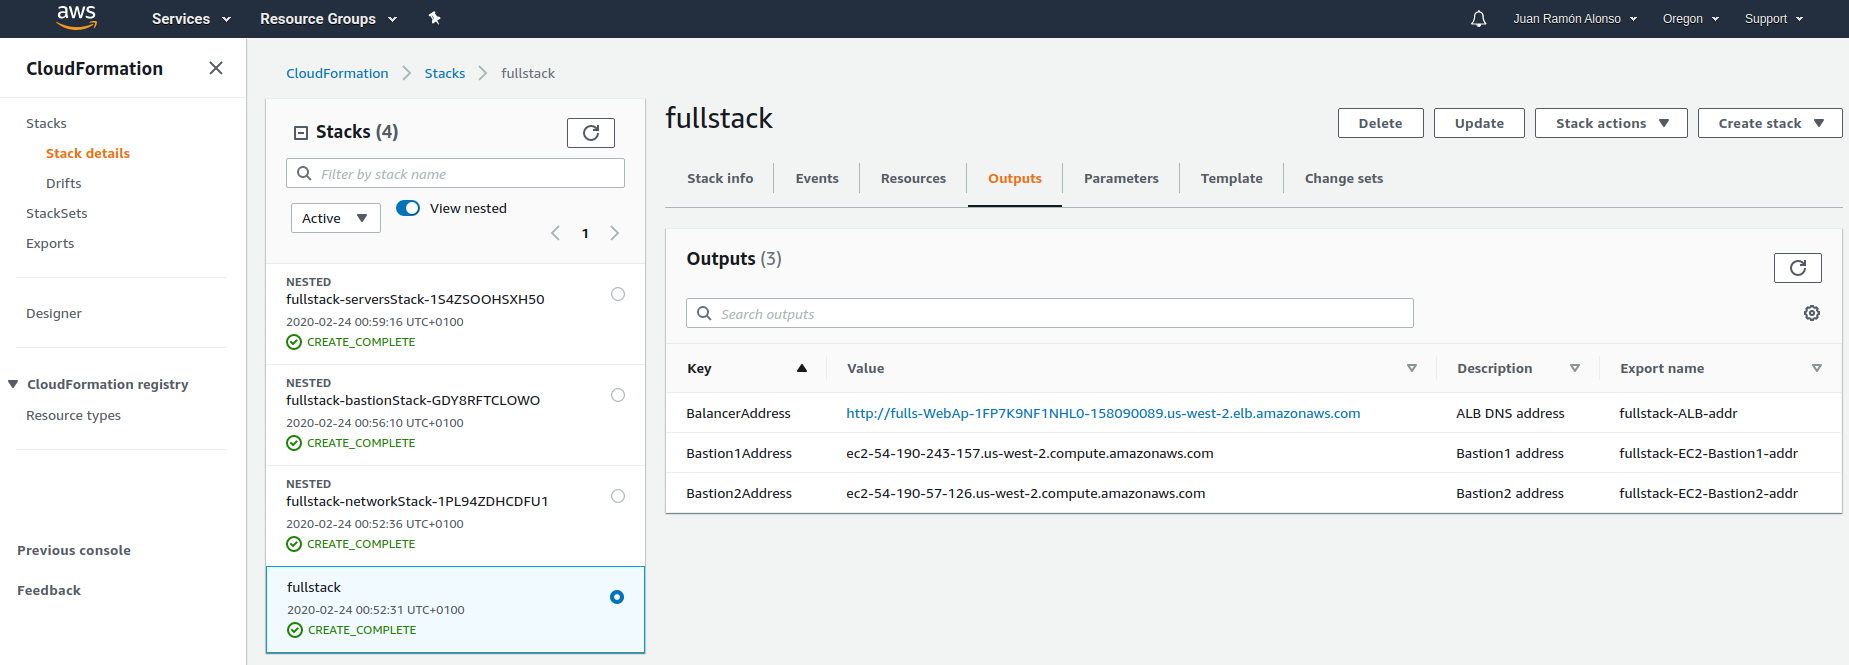 aws Services Resource Groups Juan Ramón Alonso Oregon Support
CloudFormation
Stacks
Stack details
Drifts
StackSets
Exports
Designer
CloudFormation registry
Resource types
Previous console
Feedback
CloudFormation Stacks fullstack
Stacks (4)
Filter by stack name
Active View nested
1
NESTED
fullstack-serversStack-1S4ZSOOHSXH50
2020-02-24 00:59:16 UTC+0100
CREATE_COMPLETE
NESTED
fullstack-bastionStack-GDY8RFTCLOWO
2020-02-24 00:56:10 UTC+0100
CREATE_COMPLETE
NESTED
fullstack-networkStack-1PL94ZDHCDFU1
2020-02-24 00:52:36 UTC+0100
CREATE_COMPLETE
fullstack
2020-02-24 00:52:31 UTC+0100
CREATE_COMPLETE
fullstack
Delete Update Stack actions Create stack
Stack info Events Resources Outputs Parameters Template Change sets
Outputs (3)
Search outputs
Key Value Description Export name
BalancerAddress http://fulls-WebAp-1FP7K9NF1NHL0-158090089.us-west-2.elb.amazonaws.com ALB DNS address fullstack-ALB-addr
Bastion1Address ec2-54-190-243-157.us-west-2.compute.amazonaws.com Bastion1 address fullstack-EC2-Bastion1-addr
Bastion2Address ec2-54-190-57-126.us-west-2.compute.amazonaws.com Bastion2 address fullstack-EC2-Bastion2-addr